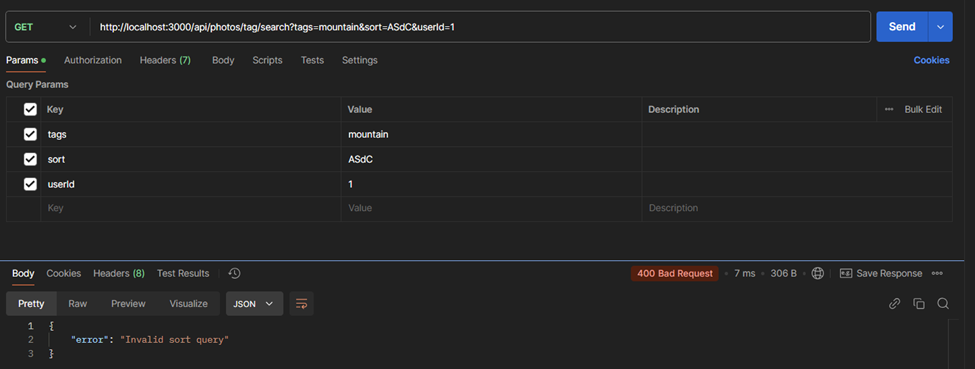 GET http://localhost:3000/api/photos/tag/search?tags=mountain&sort=ASdC&userId=1 Send
Params Authorization Headers (7) Body Scripts Tests Settings Cookies
Query Params
Key Value Description Bulk Edit
tags mountain
sort ASdC
userId 1
Key Value Description
Body Cookies Headers (8) Test Results 400 Bad Request 7 ms 306 B Save Response
Pretty Raw Preview Visualize JSON
1 {
2 "error": "Invalid sort query"
3 }